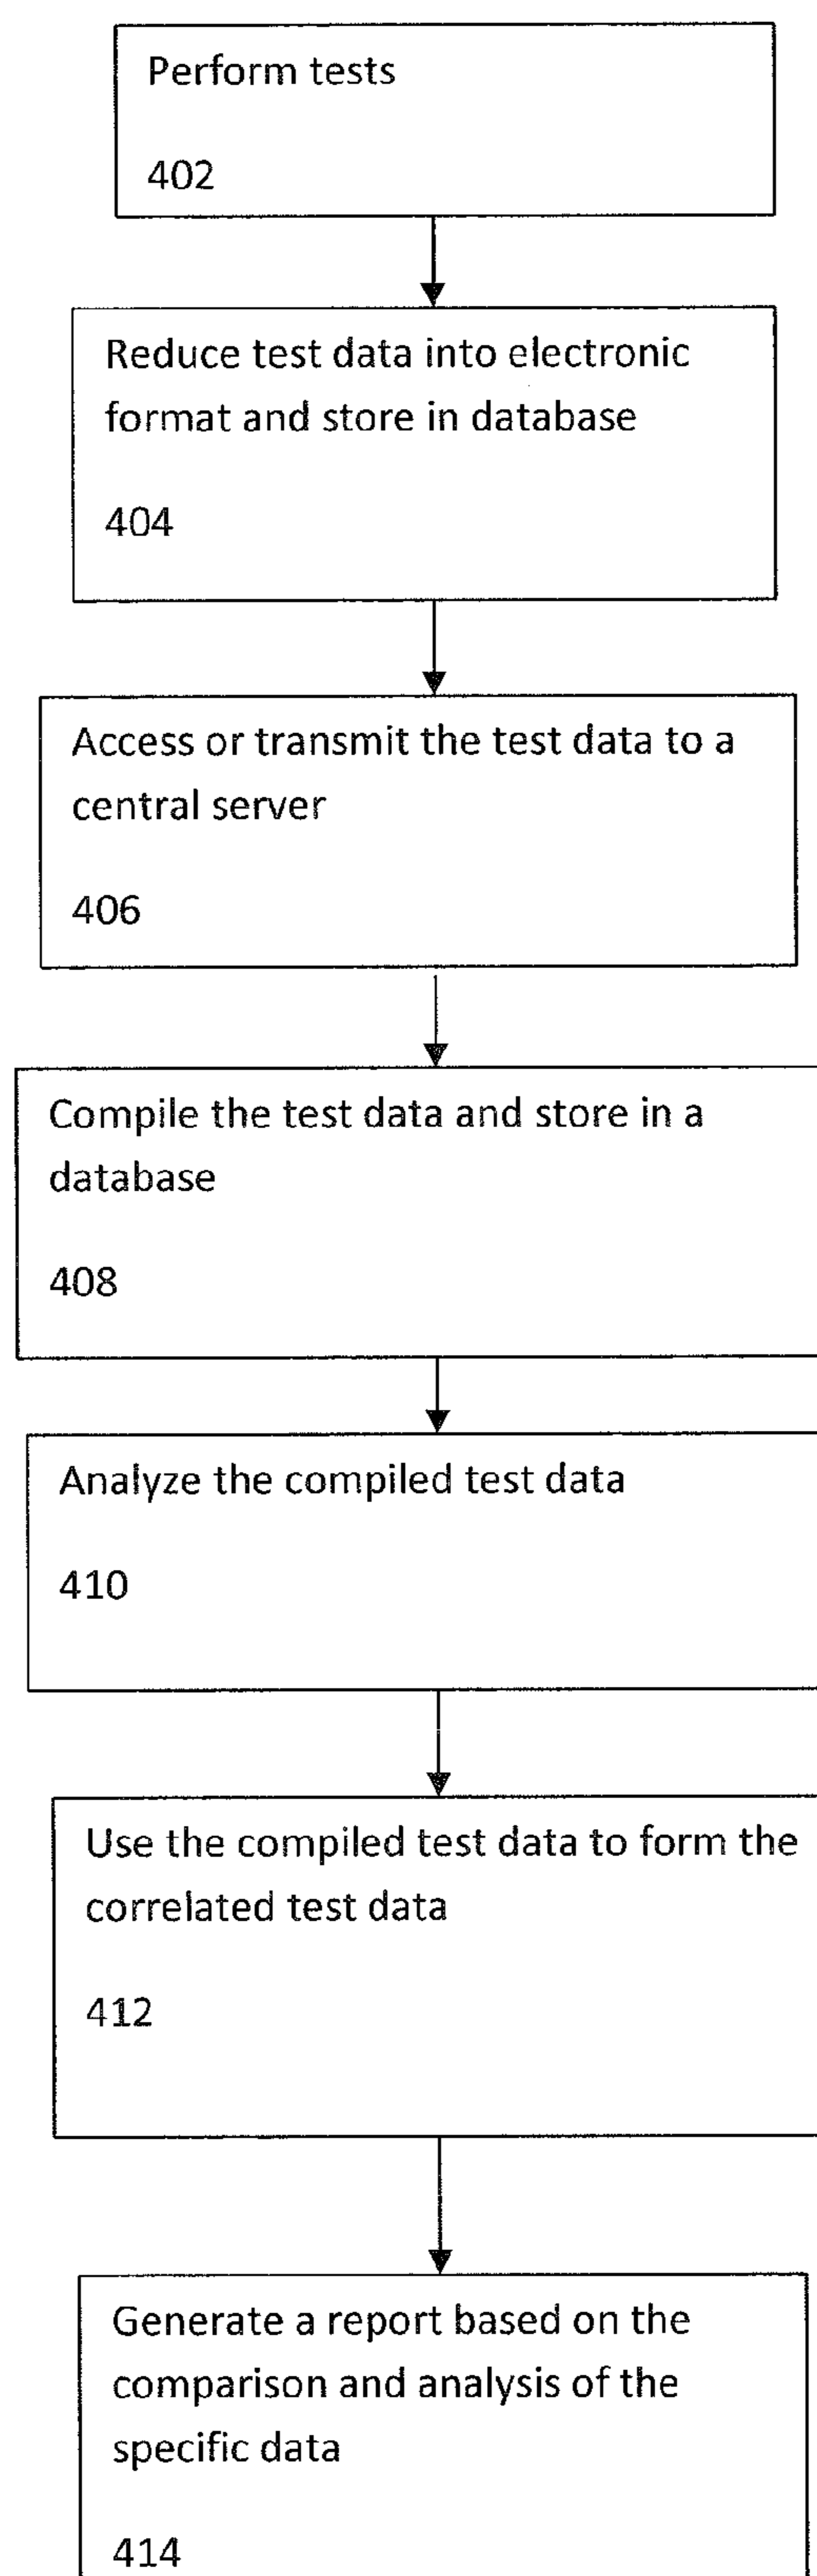 Perform tests
402
Reduce test data into electronic
format and store in database
404
Access or transmit the test data to a
central server
406
Compile the test data and store in a
database
408
Analyze the compiled test data
410
Use the compiled test data to form the
correlated test data
412
Generate a report based on the
comparison and analysis of the
specific data
414